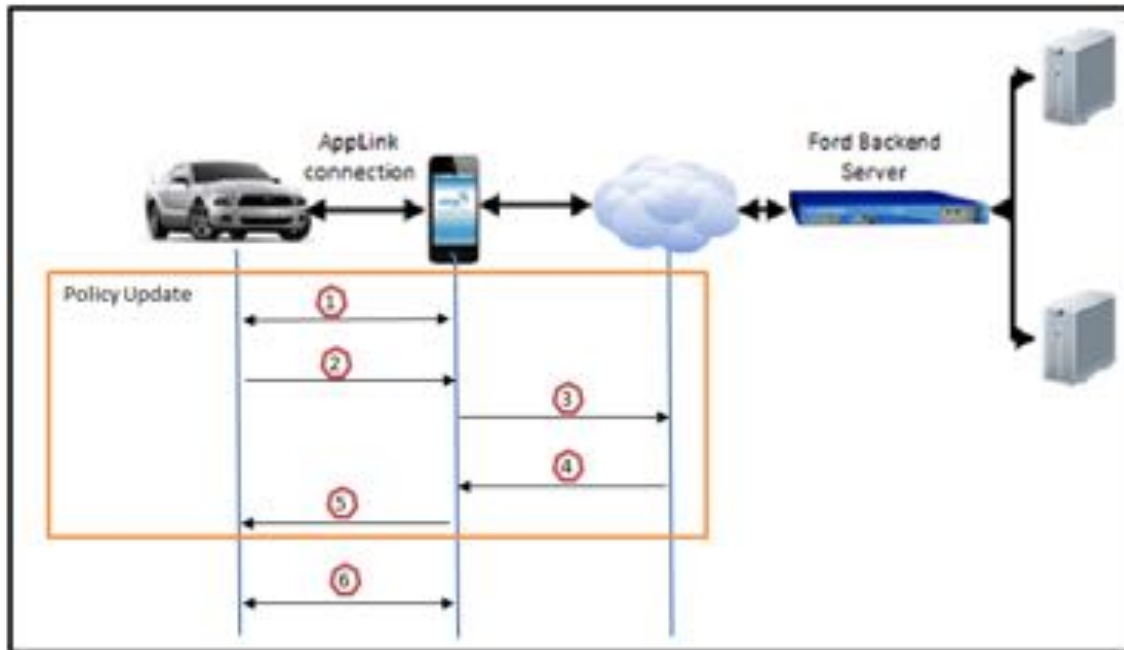 AppLink
connection
Ford Backend
Server
Policy Update
1
2
3
4
5
6